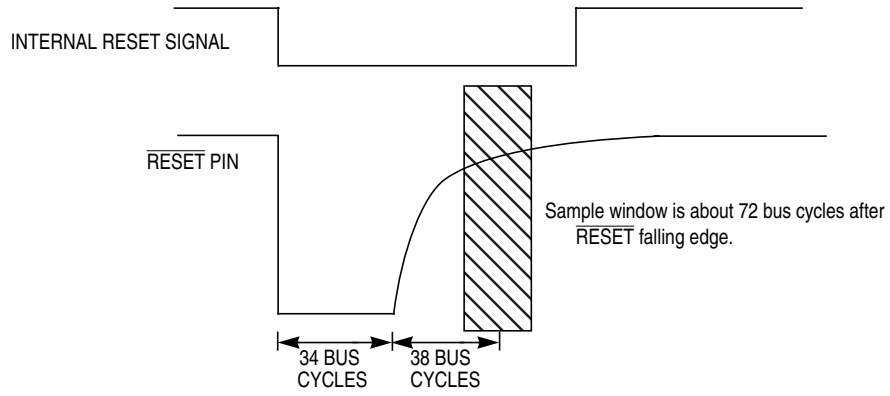 INTERNAL RESET SIGNAL
RESET PIN
Sample window is about 72 bus cycles after
RESET falling edge.
34 BUS
CYCLES
38 BUS
CYCLES